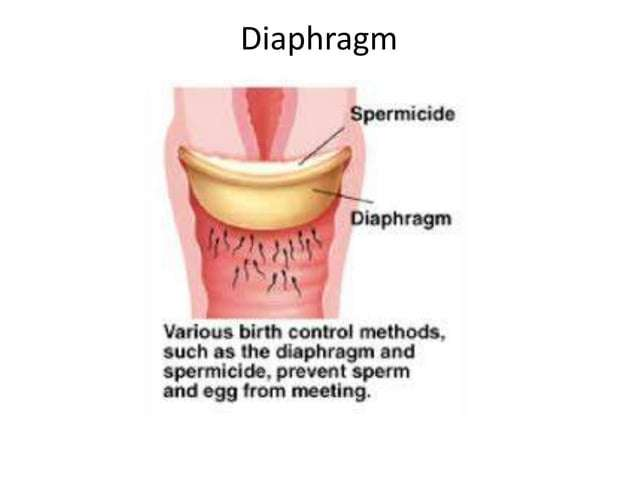 Diaphragm
Spermicide
Diaphragm
Various birth control methods,
such as the diaphragm and
spermicide, prevent sperm
and egg from meeting.